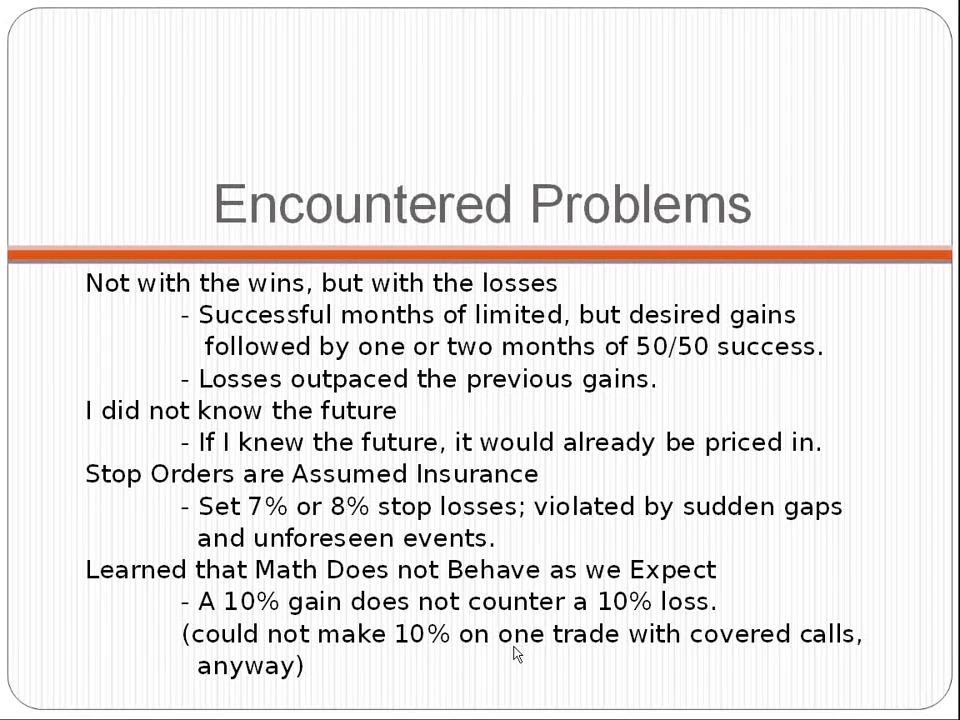 Encountered Problems
Not with the wins, but with the losses
- Successful months of limited, but desired gains
followed by one or two months of 50/50 success.
- Losses outpaced the previous gains.
I did not know the future
- If I knew the future, it would already be priced in.
Stop Orders are Assumed Insurance
- Set 7% or 8% stop losses; violated by sudden gaps
and unforeseen events.
Learned that Math Does not Behave as we Expect
- A 10% gain does not counter a 10% loss.
(could not make 10% on one trade with covered calls,
anyway)